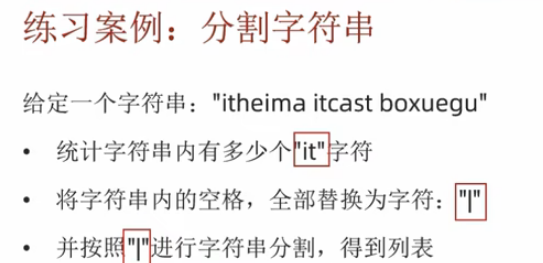 练习案例：分割字符串
给定一个字符串："itheima itcast boxuegu"
• 统计字符串内有多少个"it"字符
• 将字符串内的空格，全部替换为字符："|"
• 并按照"|"进行字符串分割，得到列表